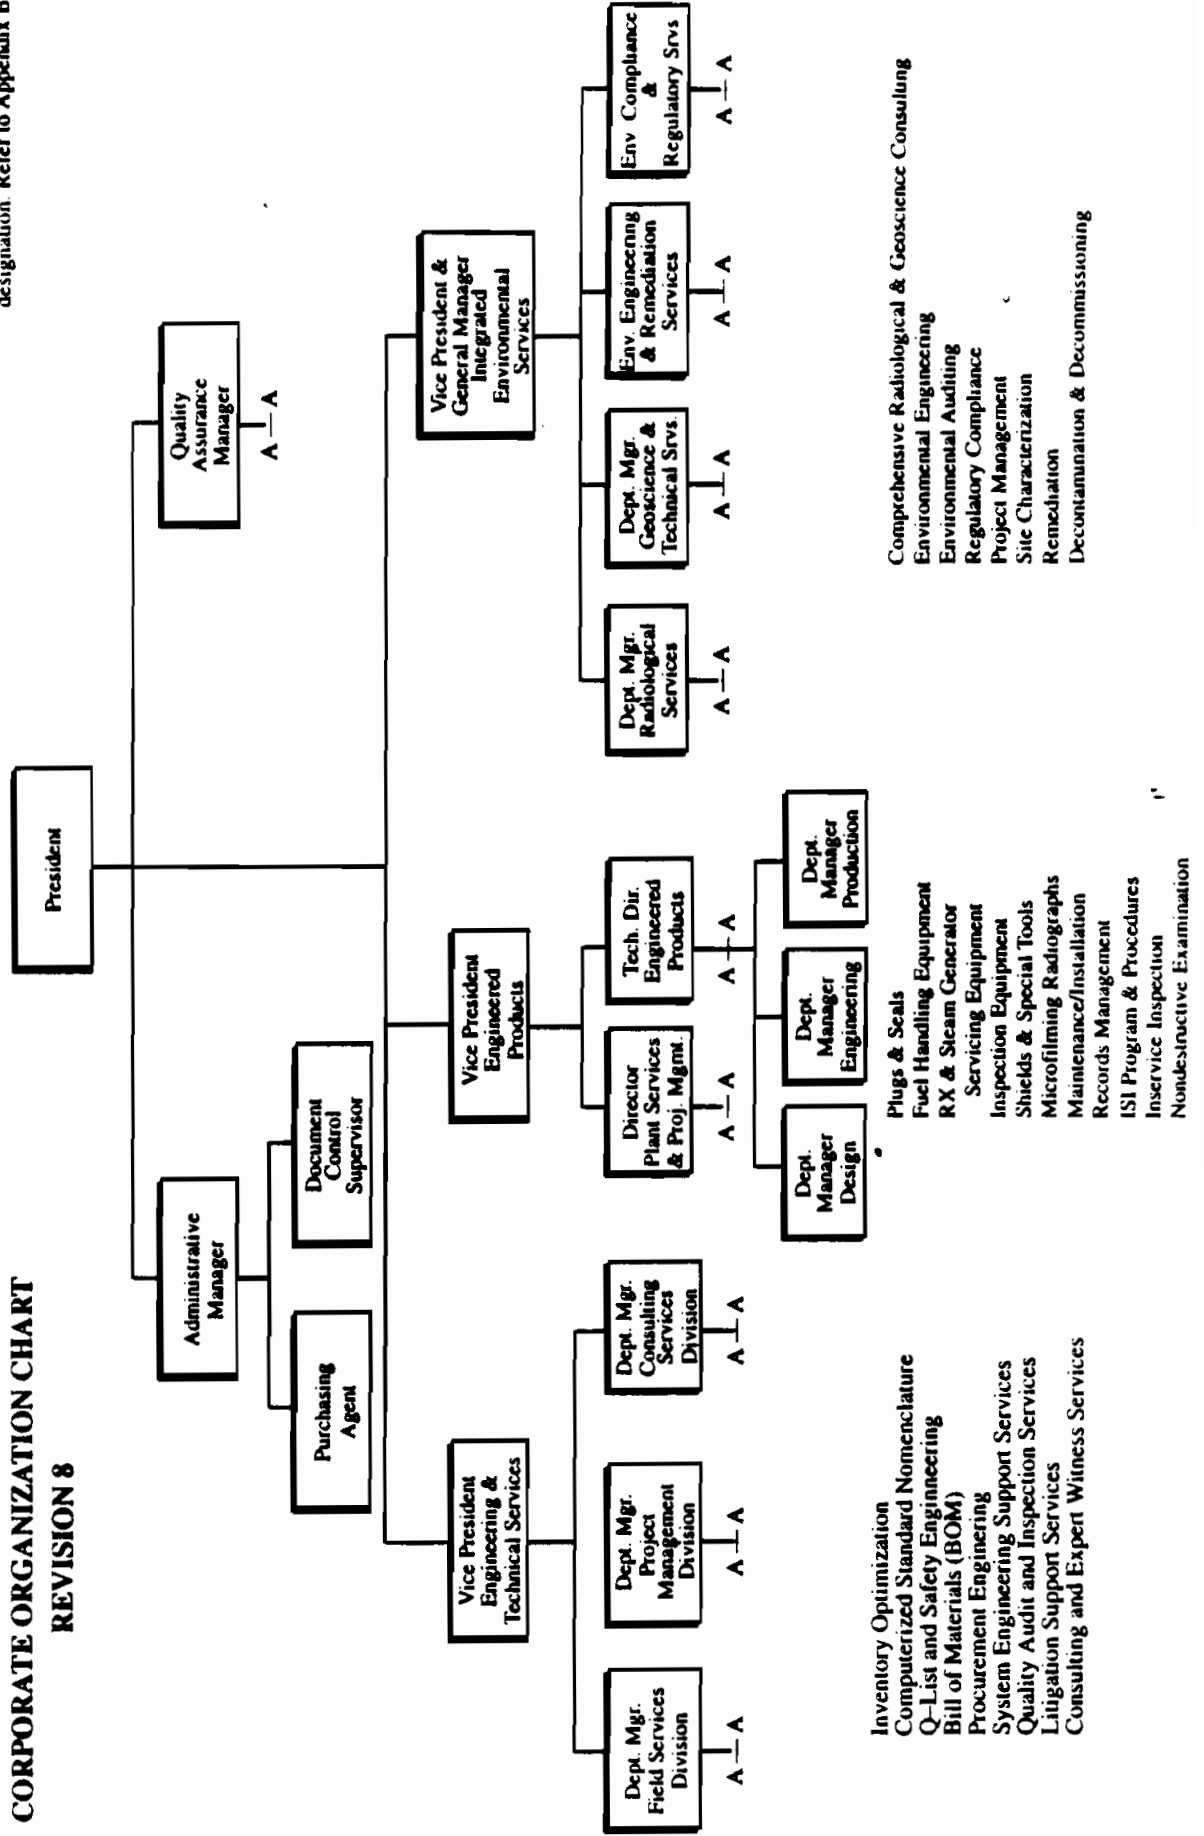 CORPORATE ORGANIZATION CHART
REVISION 8
designation. Refer to Appendix B
President
Administrative
Manager
Quality
Assurance
Manager
A — A
Purchasing
Agent
Document
Control
Supervisor
Vice President
Engineering &
Technical Services
Vice President
Engineered
Products
Vice President &
General Manager
Integrated
Environmental
Services
Dept. Mgr.
Field Services
Division
A — A
Dept. Mgr.
Project
Management
Division
A — A
Dept. Mgr.
Consulting
Services
Division
A — A
Director
Plant Services
& Proj. Mgmt.
A — A
Tech. Dir.
Engineered
Products
A — A
Dept. Mgr.
Radiological
Services
A — A
Dept. Mgr.
Geoscience &
Technical Srvs.
A — A
Env. Engineering
& Remediation
Services
A — A
Env Compliance
&
Regulatory Srvs
A — A
Dept.
Manager
Design
Dept.
Manager
Engineering
Dept.
Manager
Production
Inventory Optimization
Computerized Standard Nomenclature
Q-List and Safety Enginneering
Bill of Materials (BOM)
Procurement Enginering
System Engineering Support Services
Quality Audit and Inspection Services
Litigation Support Services
Consulting and Expert Witness Services
Plugs & Seals
Fuel Handling Equipment
RX & Steam Generator
Servicing Equipment
Inspection Equipment
Shields & Special Tools
Microfilming Radiographs
Maintenance/Installation
Records Management
ISI Program & Procedures
Inservice Inspection
Nondestructive Examination
Comprehensive Radiological & Geoscience Consulung
Environmental Engineering
Environmental Auditing
Regulatory Compliance
Project Management
Site Characterization
Remediation
Decontamination & Decommissioning